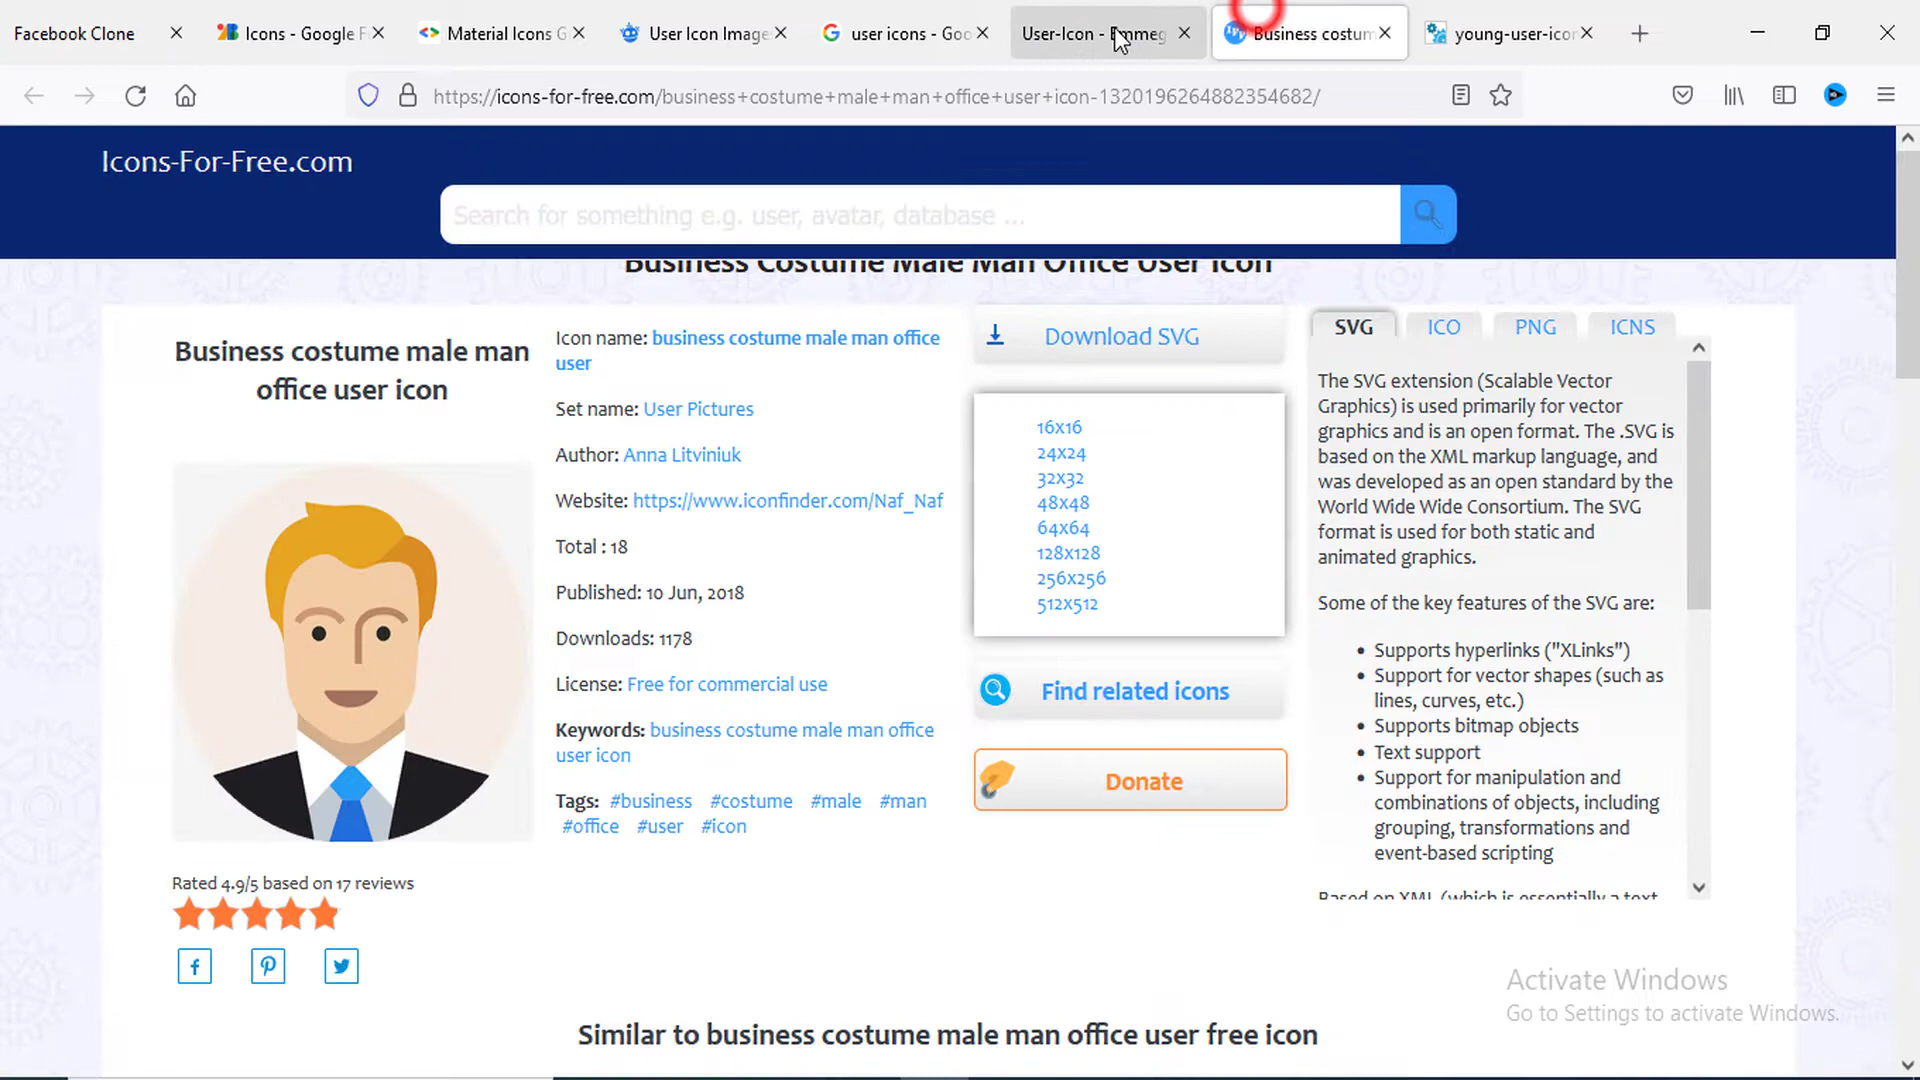 Facebook Clone
Icons - Google F
Material Icons G
User Icon Image
user icons - Goo
User-Icon - Emmeg
Business costum
young-user-icon
https://icons-for-free.com/business+costume+male+man+office+user+icon-1320196264882354682/
Icons-For-Free.com
Search for something e.g. user, avatar, database ...
Business Costume Male Man Office User Icon
Business costume male man
office user icon
Rated 4.9/5 based on 17 reviews
Icon name: business costume male man office
user
Set name: User Pictures
Author: Anna Litviniuk
Website: https://www.iconfinder.com/Naf_Naf
Total : 18
Published: 10 Jun, 2018
Downloads: 1178
License: Free for commercial use
Keywords: business costume male man office
user icon
Tags: #business #costume #male #man
#office #user #icon
Download SVG
16x16
24x24
32x32
48x48
64x64
128x128
256x256
512x512
Find related icons
Donate
SVG ICO PNG ICNS
The SVG extension (Scalable Vector
Graphics) is used primarily for vector
graphics and is an open format. The .SVG is
based on the XML markup language, and
was developed as an open standard by the
World Wide Wide Consortium. The SVG
format is used for both static and
animated graphics.
Some of the key features of the SVG are:
Supports hyperlinks ("XLinks")
Support for vector shapes (such as
lines, curves, etc.)
Supports bitmap objects
Text support
Support for manipulation and
combinations of objects, including
grouping, transformations and
event-based scripting
Based on XML (which is essentially a text
Activate Windows
Go to Settings to activate Windows.
Similar to business costume male man office user free icon